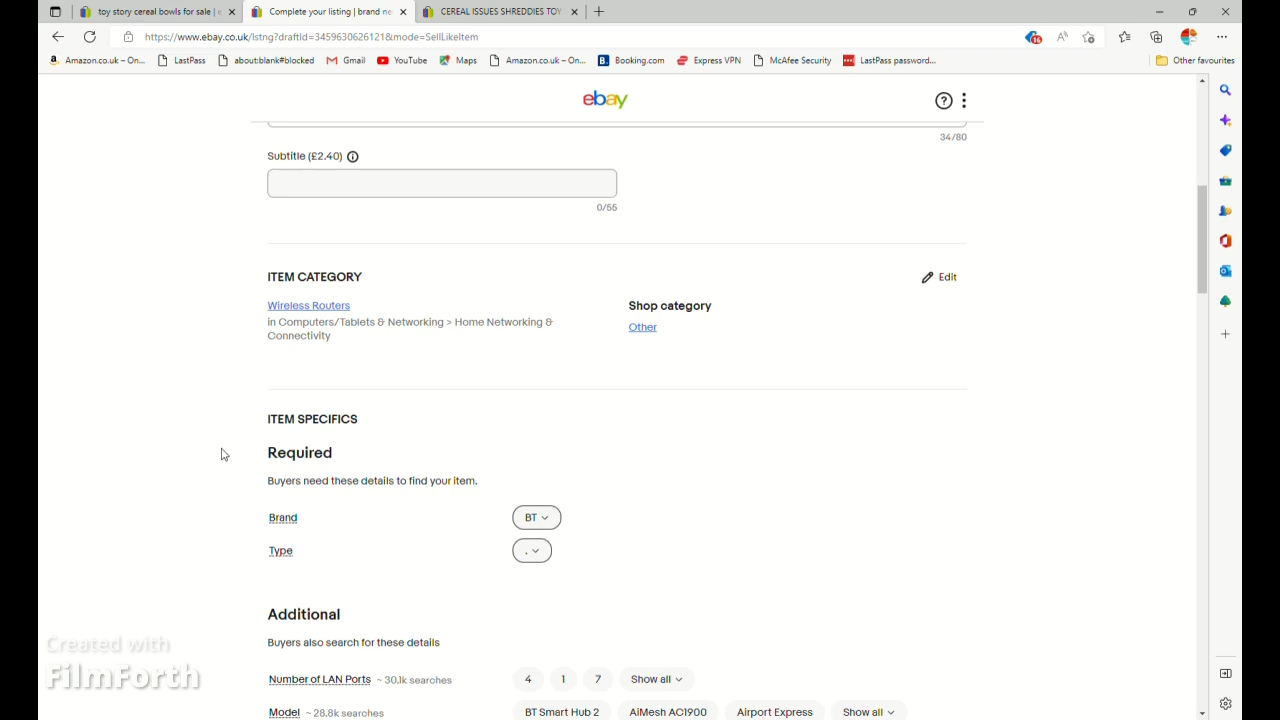 toy story cereal bowls for sale | e
Complete your listing | brand ne
CEREAL ISSUES SHREDDIES TOY
https://www.ebay.co.uk/lstng?draftId=3459630626121&mode=SellLikeItem
16
Amazon.co.uk – On... LastPass about:blank#blocked Gmail YouTube Maps Amazon.co.uk – On... Booking.com Express VPN McAfee Security LastPass password... Other favourites
ebay
34/80
Subtitle (£2.40)
0/55
ITEM CATEGORY Edit
Wireless Routers Shop category
in Computers/Tablets & Networking > Home Networking & Other
Connectivity
ITEM SPECIFICS
Required
Buyers need these details to find your item.
Brand BT
Type .
Additional
Buyers also search for these details
Number of LAN Ports ~ 30.1k searches 4 1 7 Show all
Model ~ 28.8k searches BT Smart Hub 2 AiMesh AC1900 Airport Express Show all
Created with
FilmForth